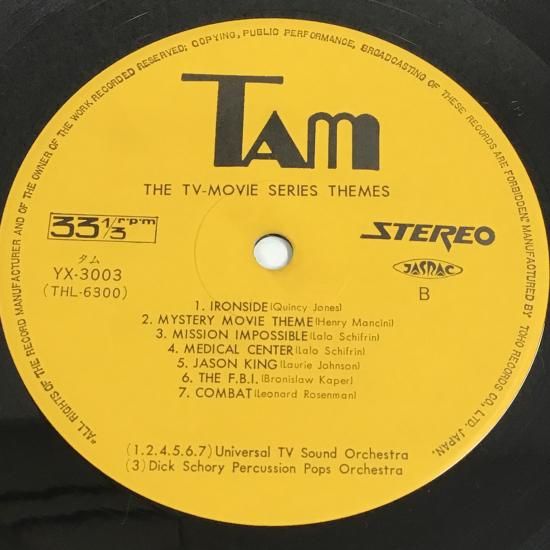 "ALL RIGHTS OF THE RECORD MANUFACTURER AND OF THE OWNER OF THE WORK RECORDED RESERVED; COPYING, PUBLIC PERFORMANCE, BROADCASTING OF THESE RECORDS ARE FORBIDDEN." MANUFACTURED BY TOHO RECORDS CO., LTD. JAPAN.
TAM
THE TV-MOVIE SERIES THEMES
33 1/3 r·p·m
STEREO
タム
YX-3003
(THL-6300)
JASRAC
B
1. IRONSIDE (Quincy Jones)
2. MYSTERY MOVIE THEME (Henry Mancini)
3. MISSION IMPOSSIBLE (Lalo Schifrin)
4. MEDICAL CENTER (Lalo Schifrin)
5. JASON KING (Laurie Johnson)
6. THE F.B.I. (Bronislaw Kaper)
7. COMBAT (Leonard Rosenman)
(1.2.4.5.6.7) Universal TV Sound Orchestra
(3) Dick Schory Percussion Pops Orchestra